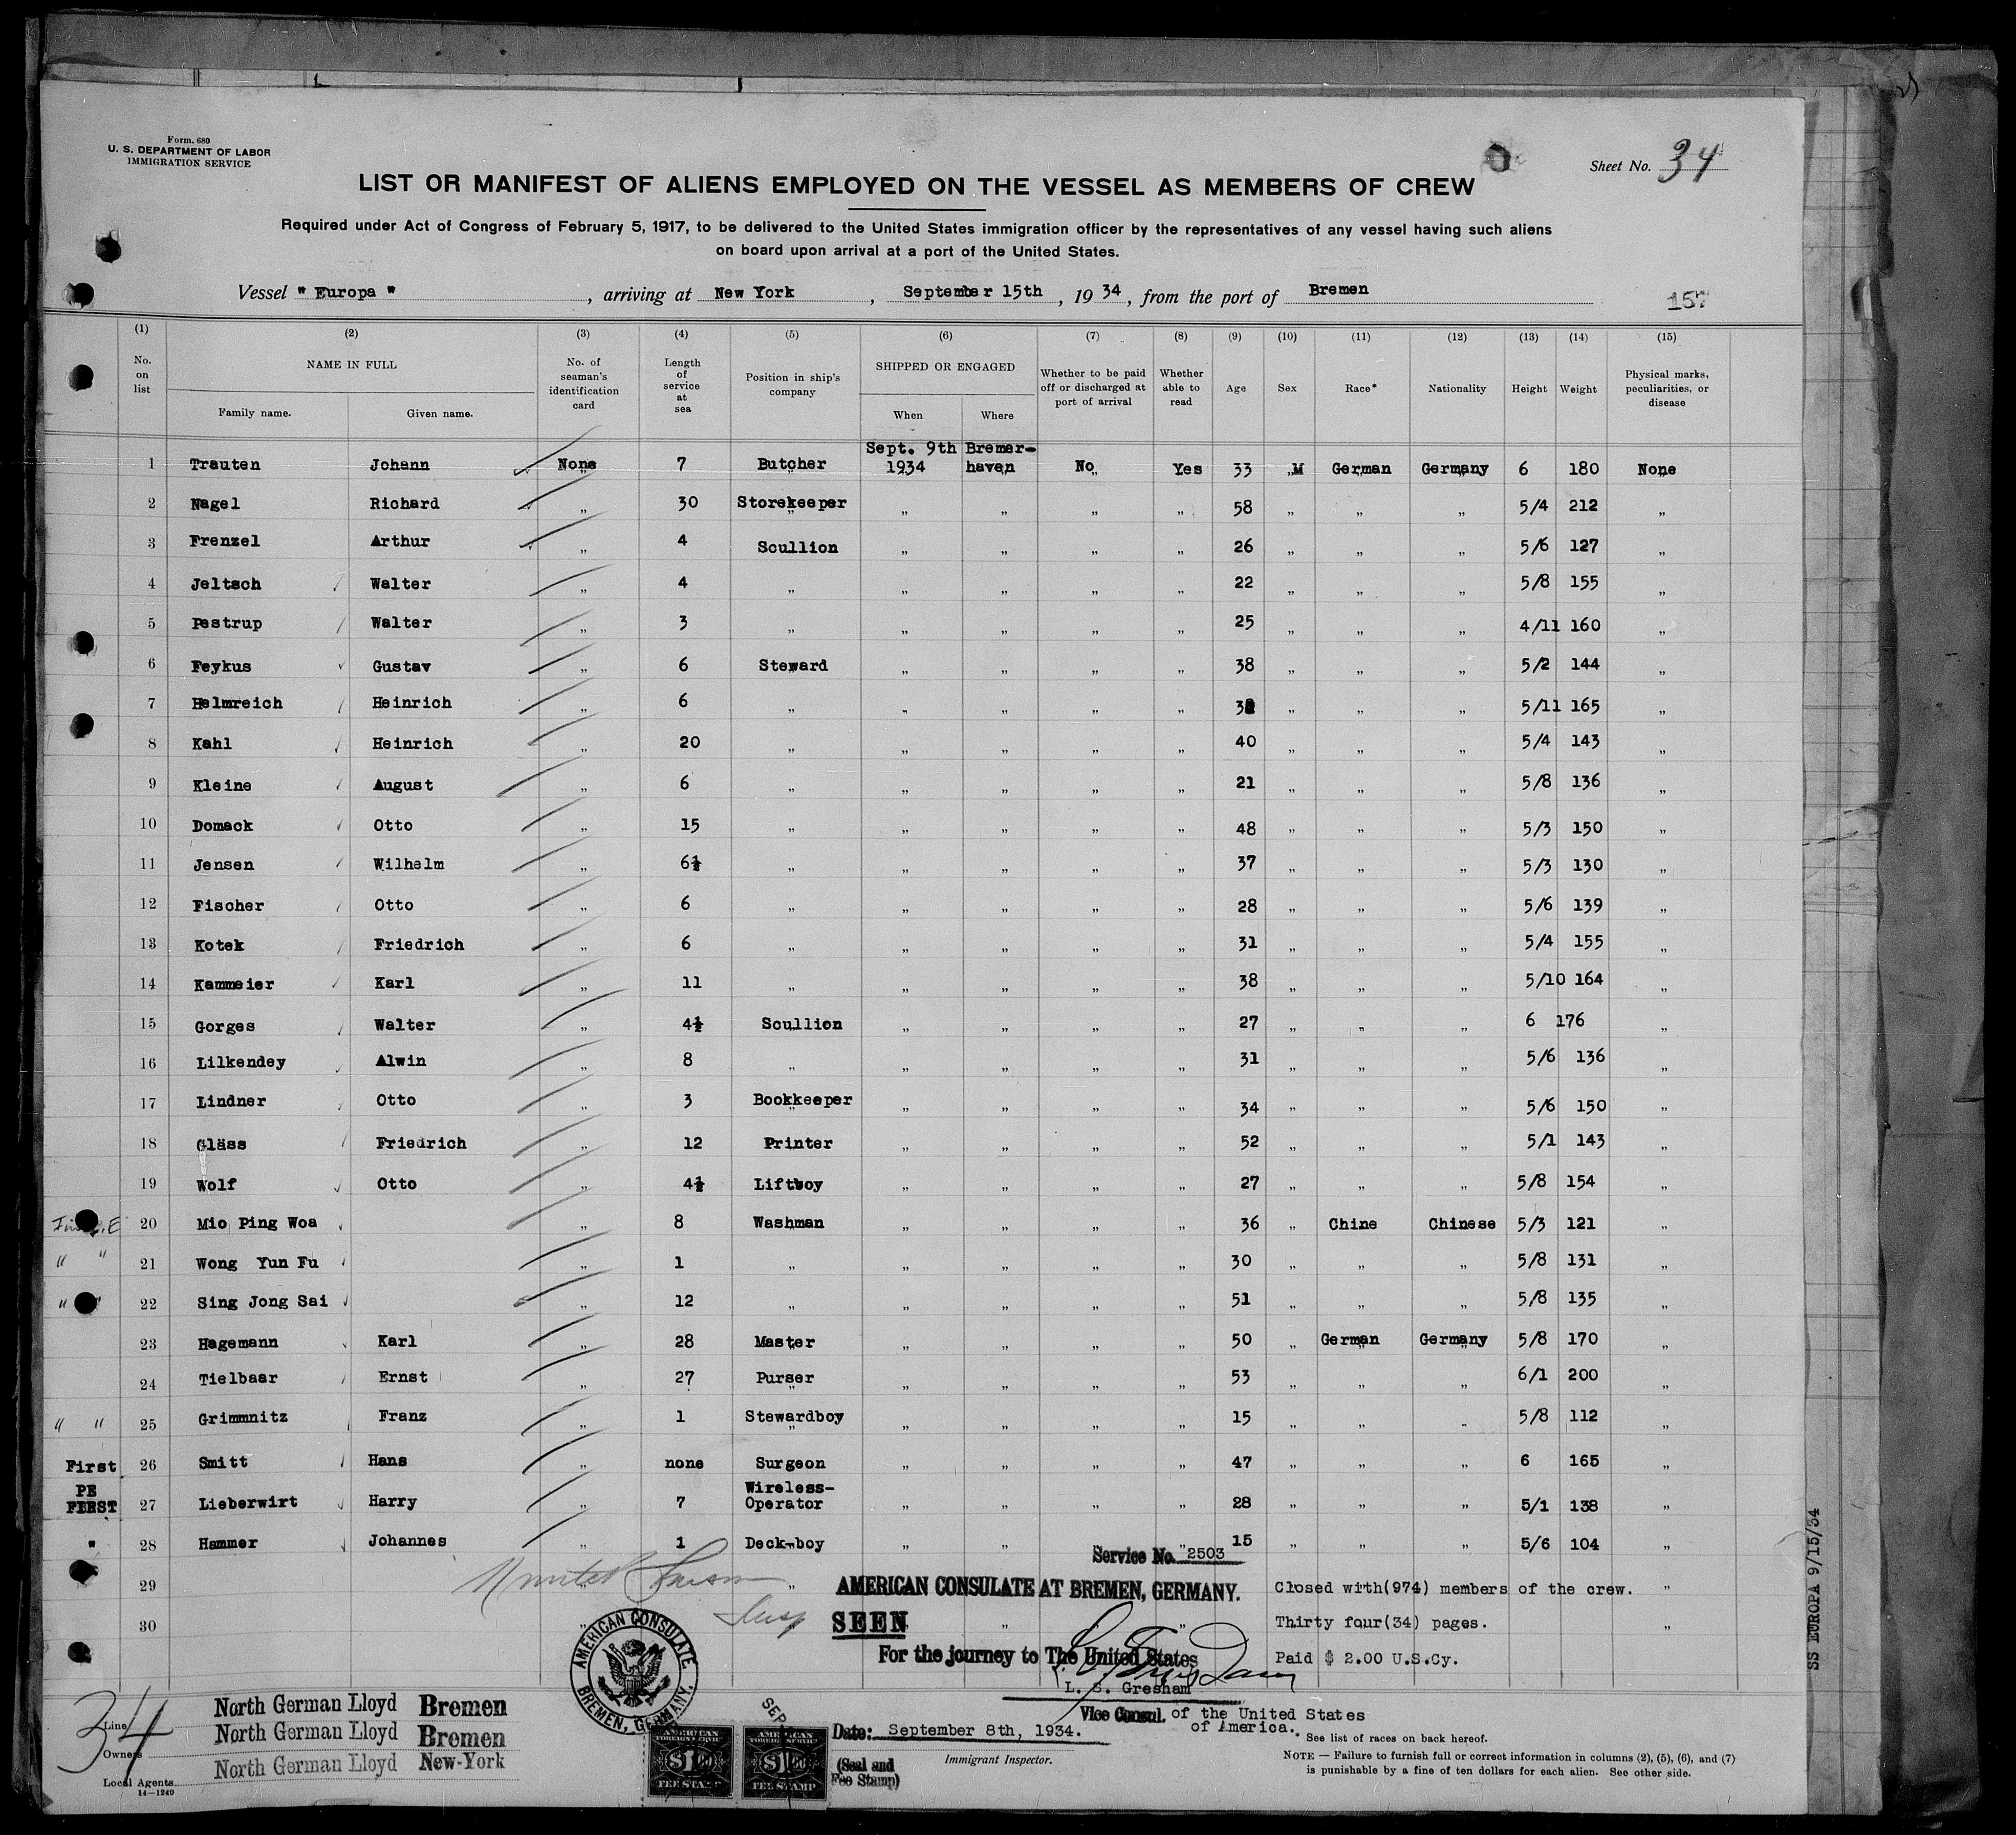 Form. 680
U. S. DEPARTMENT OF LABOR
IMMIGRATION SERVICE
Sheet No. 34
LIST OR MANIFEST OF ALIENS EMPLOYED ON THE VESSEL AS MEMBERS OF CREW
Required under Act of Congress of February 5, 1917, to be delivered to the United States immigration officer by the representatives of any vessel having such aliens
on board upon arrival at a port of the United States.
Vessel " Europa " , arriving at New York , September 15th , 19 34 , from the port of Bremen
157
(1) (2) (3) (4) (5) (6) (7) (8) (9) (10) (11) (12) (13) (14) (15)
No. on list NAME IN FULL Family name. Given name. No. of seaman's identification card Length of service at sea Position in ship's company SHIPPED OR ENGAGED When Where Whether to be paid off or discharged at port of arrival Whether able to read Age Sex Race* Nationality Height Weight Physical marks, peculiarities, or disease
1 Trauten Johann None 7 Butcher Sept. 9th 1934 Bremer-haven No Yes 33 M German Germany 6 180 None
2 Nagel Richard „ 30 Storekeeper „ „ „ „ 58 „ „ „ 5/4 212 „
3 Frenzel Arthur „ 4 Scullion „ „ „ „ 26 „ „ „ 5/6 127 „
4 Jeltsch Walter „ 4 „ „ „ „ „ 22 „ „ „ 5/8 155 „
5 Pestrup Walter „ 3 „ „ „ „ „ 25 „ „ „ 4/11 160 „
6 Feykus Gustav „ 6 Steward „ „ „ „ 38 „ „ „ 5/2 144 „
7 Helmreich Heinrich „ 6 „ „ „ „ „ „ „ „ 5/11 165 „
8 Kahl Heinrich „ 20 „ „ „ „ „ 40 „ „ „ 5/4 143 „
9 Kleine August „ 6 „ „ „ „ „ 21 „ „ „ 5/8 136 „
10 Domack Otto „ 15 „ „ „ „ „ 48 „ „ „ 5/3 150 „
11 Jensen Wilhelm „ 6½ „ „ „ „ „ 37 „ „ „ 5/3 130 „
12 Fischer Otto „ 6 „ „ „ „ „ 28 „ „ „ 5/6 139 „
13 Kotek Friedrich „ 6 „ „ „ „ „ 31 „ „ „ 5/4 155 „
14 Kammeier Karl „ 11 „ „ „ „ „ 38 „ „ „ 5/10 164 „
15 Gorges Walter „ 4½ Scullion „ „ „ „ 27 „ „ „ 6 176 „
16 Lilkendey Alwin „ 8 „ „ „ „ „ 31 „ „ „ 5/6 136 „
17 Lindner Otto „ 3 Bookkeeper „ „ „ „ 34 „ „ „ 5/6 150 „
18 Gläss Friedrich „ 12 Printer „ „ „ „ 52 „ „ „ 5/1 143 „
19 Wolf Otto „ 4½ Liftboy „ „ „ „ 27 „ „ „ 5/8 154 „
20 Mio Ping Woa „ 8 Washman „ „ „ „ 36 „ Chine Chinese 5/3 121 „
" " 21 Wong Yun Fu „ 1 „ „ „ „ „ 30 „ „ „ 5/8 131 „
" " 22 Sing Jong Sai „ 12 „ „ „ „ „ 51 „ „ „ 5/8 135 „
23 Hagemann Karl „ 28 Master „ „ „ „ 50 „ German Germany 5/8 170 „
24 Tielbaar Ernst „ 27 Purser „ „ „ „ 53 „ „ „ 6/1 200 „
" " 25 Grimmnitz Franz „ 1 Stewardboy „ „ „ „ 15 „ „ „ 5/8 112 „
First 26 Smitt Hans „ none Surgeon „ „ „ „ 47 „ „ „ 6 165 „
PE FERST 27 Lieberwirt Harry „ 7 Wireless-Operator „ „ „ „ 28 „ „ „ 5/1 138 „
" 28 Hammer Johannes „ 1 Deck-boy „ „ „ „ 15 „ „ „ 5/6 104 „
Service No. 2503
29 AMERICAN CONSULATE AT BREMEN, GERMANY. Closed with(974) members of the crew. „
30 SEEN Thirty four(34) pages. „
For the journey to The United States Paid $ 2.00 U.S.Cy.
AMERICAN CONSULATE BREMEN, GERMANY.
L. S. Gresham
Vice Consul. of the United States
of America.
Date: September 8th, 1934.
Immigrant Inspector.
(Seal and
Fee Stamp)
SEP
AMERICAN FOREIGN SERVICE $1.00 FEE STAMP
AMERICAN FOREIGN SERVICE $1.00 FEE STAMP
34
Line North German Lloyd Bremen
Owners North German Lloyd Bremen
Local Agents North German Lloyd New-York
14—1240
* See list of races on back hereof.
NOTE — Failure to furnish full or correct information in columns (2), (5), (6), and (7)
is punishable by a fine of ten dollars for each alien. See other side.
SS EUROPA 9/15/34